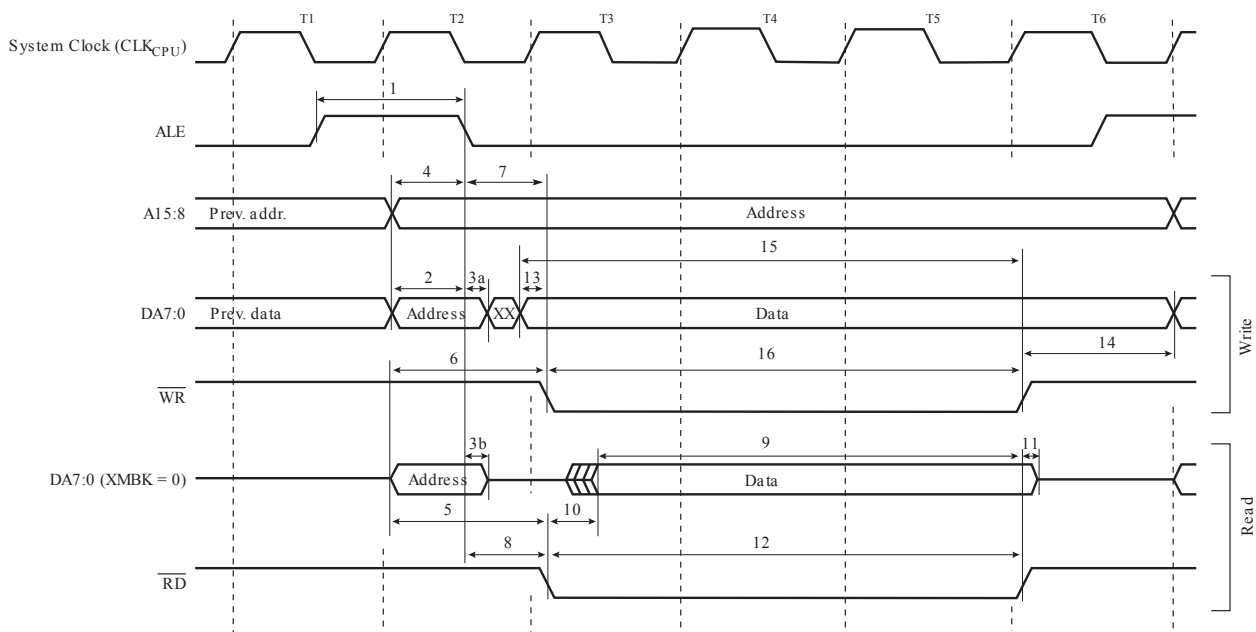 T1 T2 T3 T4 T5 T6
System Clock (CLKCPU)
1
ALE
4 7
A15:8 Prev. addr. Address
15
2 3a 13
DA7:0 Prev. data Address XX Data
14
6 16
WR
Write
3b 9 11
DA7:0 (XMBK = 0) Address Data
5 10
8 12
RD
Read